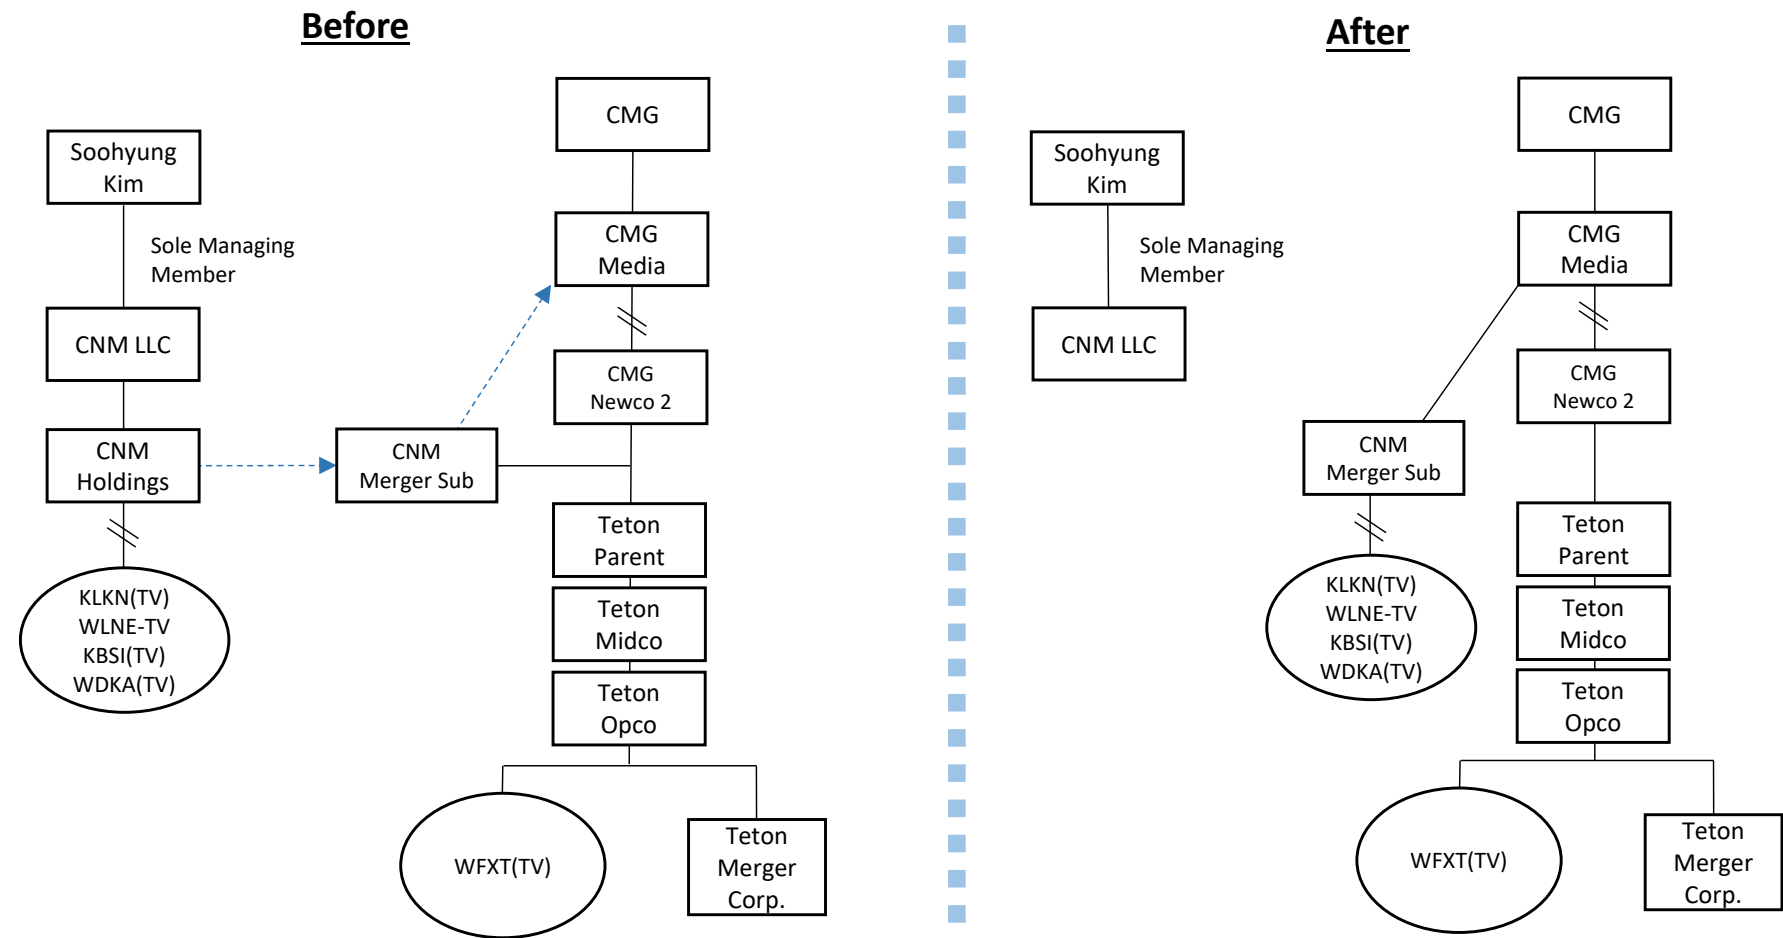 Before
CMG
Soohyung
Kim
Sole Managing
Member
CMG
Media
CNM LLC
CMG
Newco 2
CNM
Holdings
CNM
Merger Sub
Teton
Parent
KLKN(TV)
WLNE-TV
KBSI(TV)
WDKA(TV)
Teton
Midco
Teton
Opco
WFXT(TV)
Teton
Merger
Corp.
After
CMG
Soohyung
Kim
Sole Managing
Member
CMG
Media
CNM LLC
CMG
Newco 2
CNM
Merger Sub
Teton
Parent
KLKN(TV)
WLNE-TV
KBSI(TV)
WDKA(TV)
Teton
Midco
Teton
Opco
WFXT(TV)
Teton
Merger
Corp.